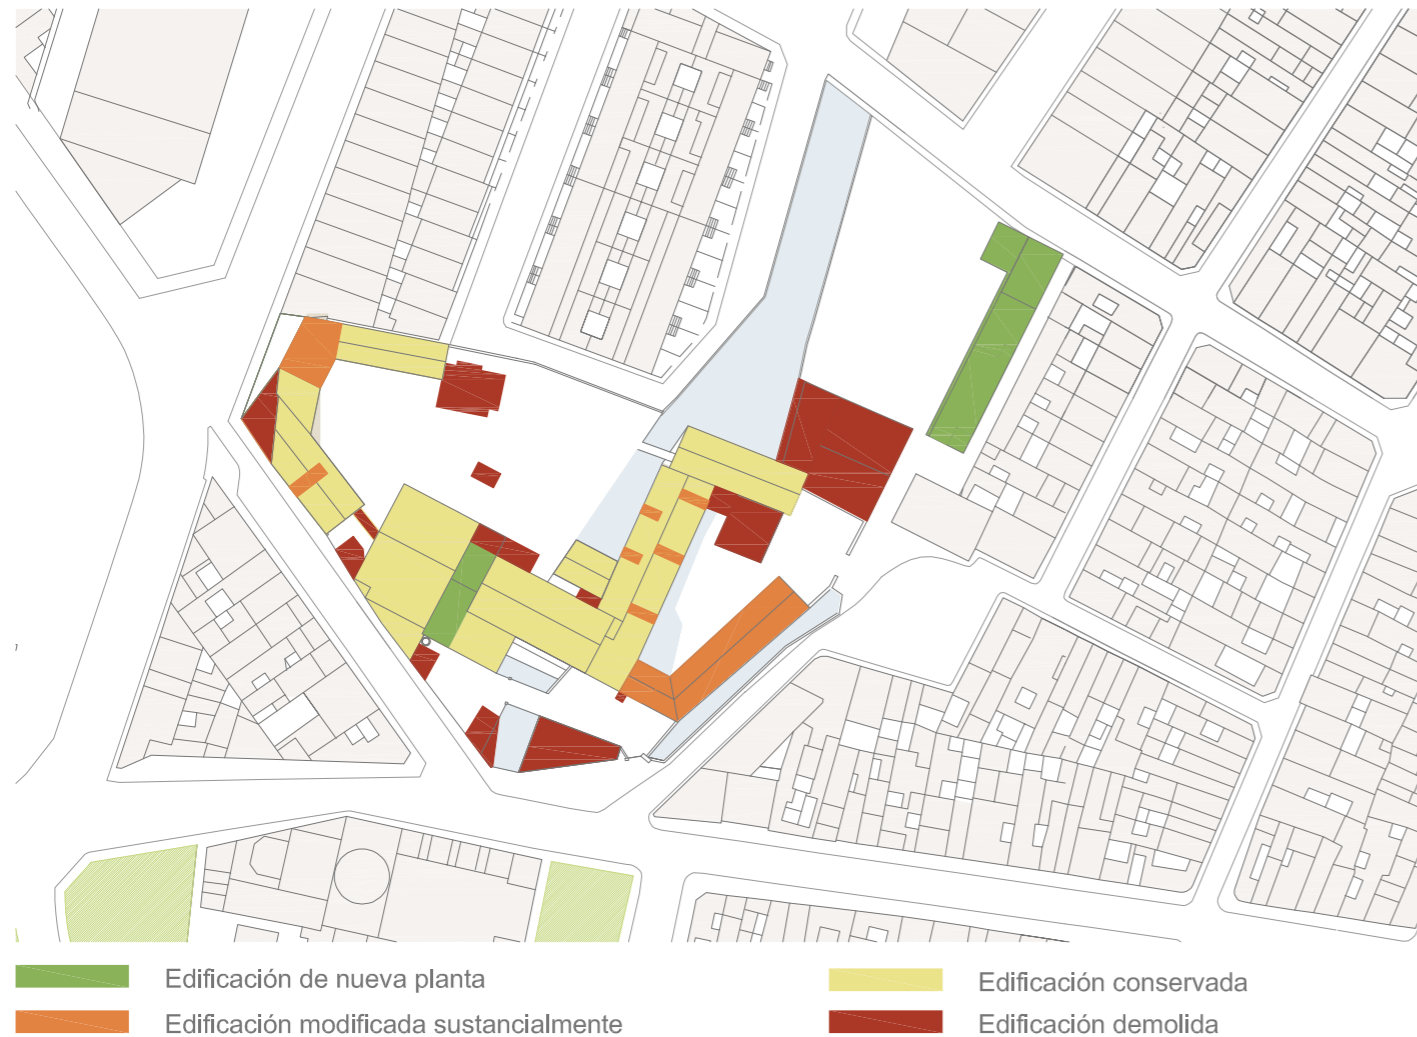 Edificación de nueva planta
Edificación conservada
Edificación modificada sustancialmente
Edificación demolida